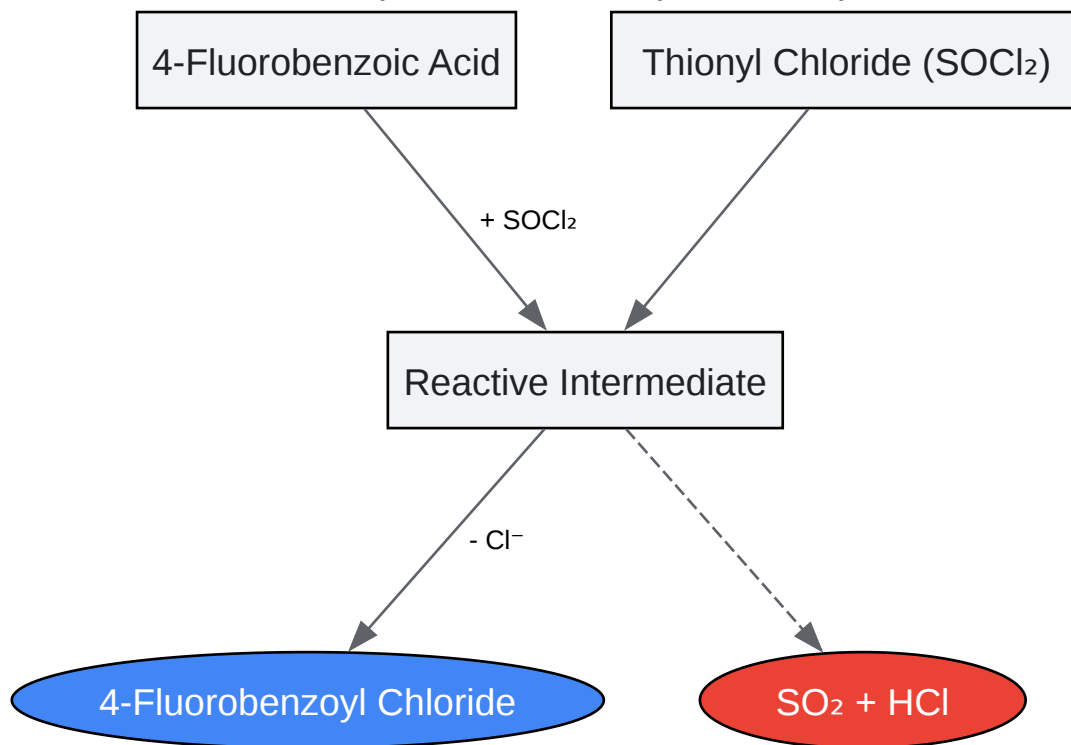 4-Fluorobenzoic Acid
Thionyl Chloride (SOCl₂)
+ SOCl₂
Reactive Intermediate
- Cl⁻
4-Fluorobenzoyl Chloride
SO₂ + HCl